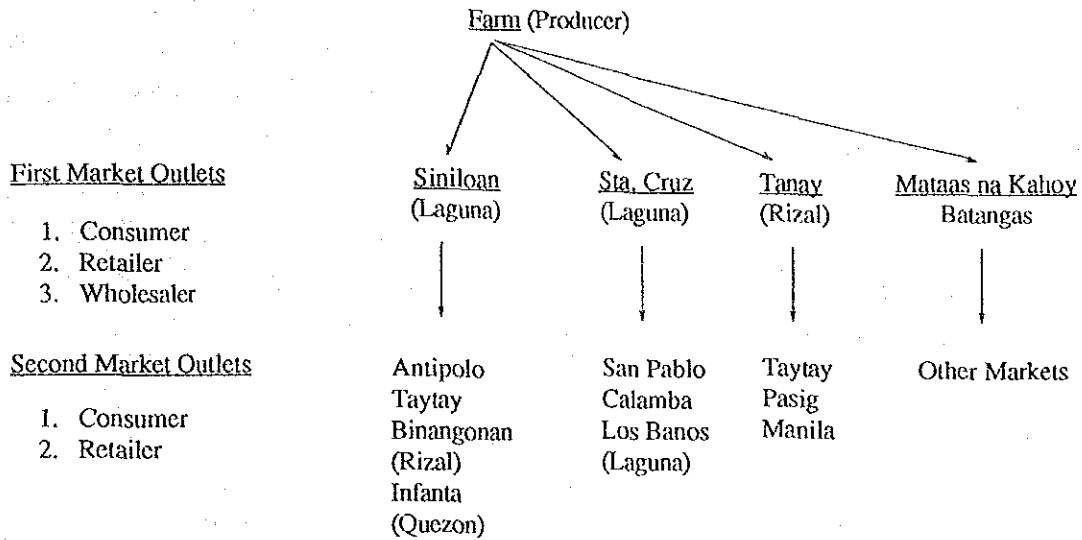 Farm (Producer)
First Market Outlets
1. Consumer
2. Retailer
3. Wholesaler
Siniloan
(Laguna)
Sta. Cruz
(Laguna)
Tanay
(Rizal)
Mataas na Kahoy
Batangas
Second Market Outlets
1. Consumer
2. Retailer
Antipolo
Taytay
Binangonan
(Rizal)
Infanta
(Quezon)
San Pablo
Calamba
Los Banos
(Laguna)
Taytay
Pasig
Manila
Other Markets